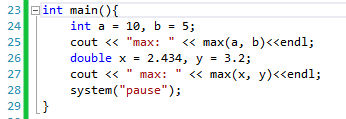 23 int main(){
24 int a = 10, b = 5;
25 cout << "max: " << max(a, b)<<endl;
26 double x = 2.434, y = 3.2;
27 cout << " max: " << max(x, y)<<endl;
28 system("pause");
29 }